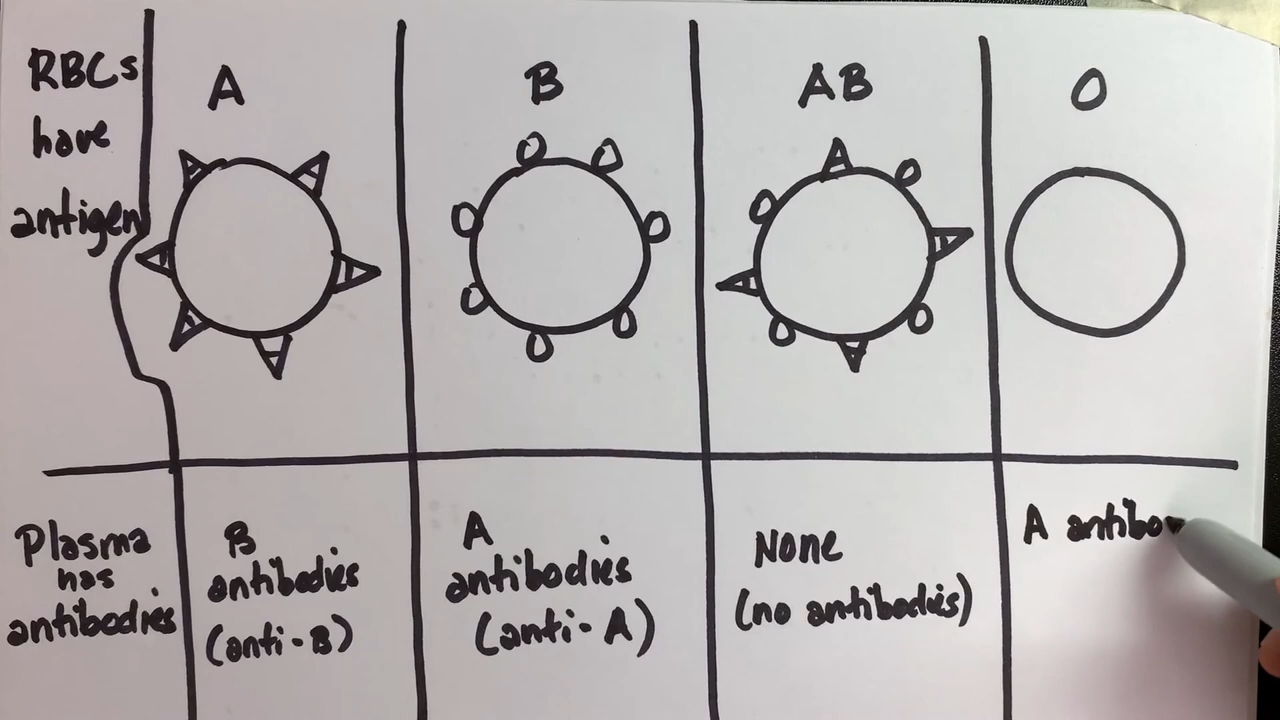 RBCs
have
antigen
A
B
AB
O
Plasma
has
antibodies
B
antibodies
(anti-B)
A
antibodies
(anti-A)
None
(no antibodies)
A antibo